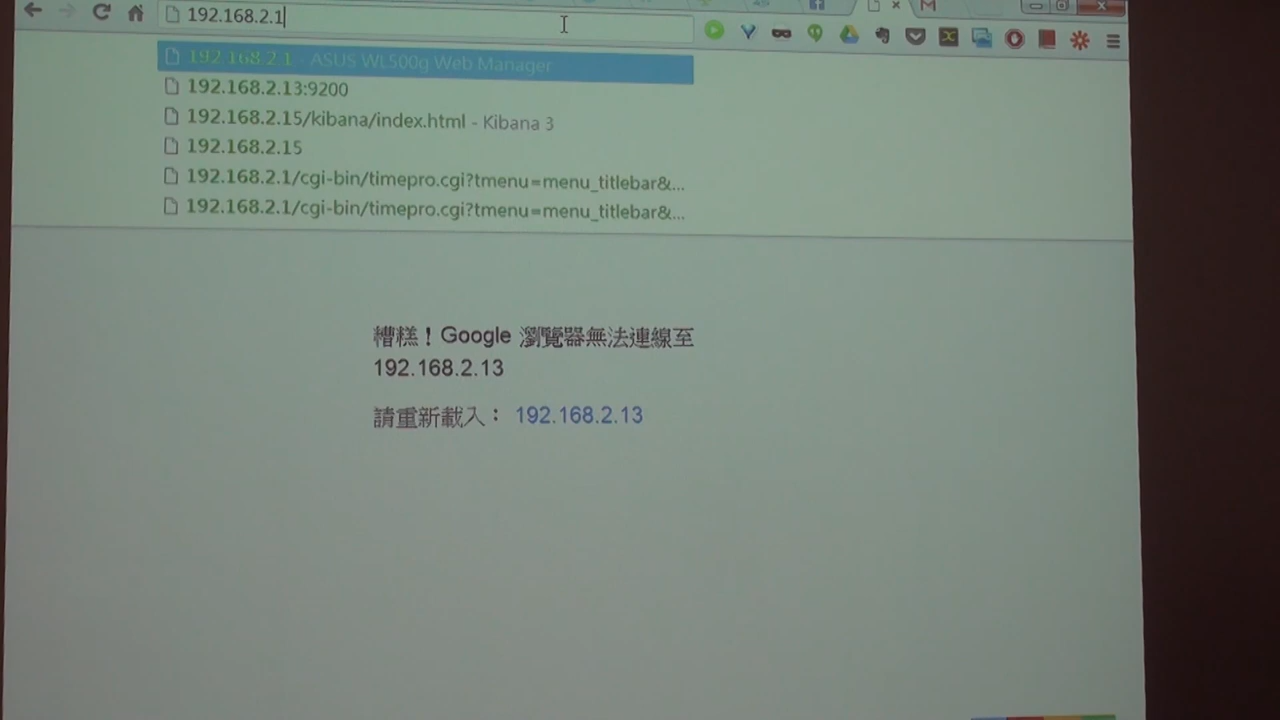 192.168.2.1
192.168.2.1 - ASUS WL500g Web Manager
192.168.2.13:9200
192.168.2.15/kibana/index.html - Kibana 3
192.168.2.15
192.168.2.1/cgi-bin/timepro.cgi?tmenu=menu_titlebar&...
192.168.2.1/cgi-bin/timepro.cgi?tmenu=menu_titlebar&...
糟糕！Google 瀏覽器無法連線至
192.168.2.13
請重新載入： 192.168.2.13